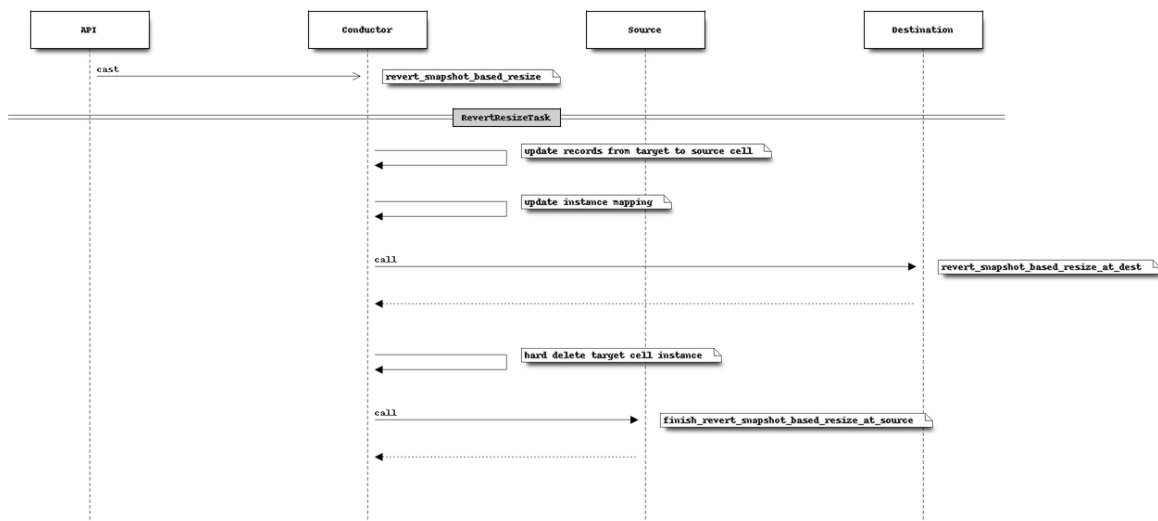 API
Conductor
Source
Destination
cast
revert_snapshot_based_resize
RevertResizeTask
update records from target to source cell
update instance mapping
call
revert_snapshot_based_resize_at_dest
hard delete target cell instance
call
finish_revert_snapshot_based_resize_at_source